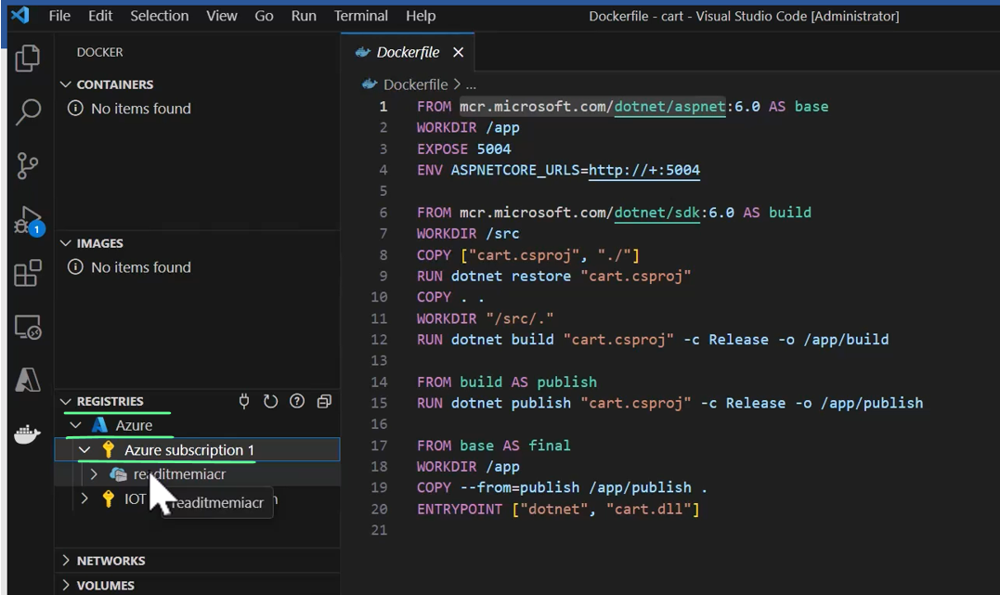 File Edit Selection View Go Run Terminal Help Dockerfile - cart - Visual Studio Code [Administrator]
DOCKER
CONTAINERS
No items found
IMAGES
No items found
REGISTRIES
Azure
Azure subscription 1
readitmemiacr
IOT
readitmemiacr
NETWORKS
VOLUMES
1
Dockerfile
Dockerfile > ...
1 FROM mcr.microsoft.com/dotnet/aspnet:6.0 AS base
2 WORKDIR /app
3 EXPOSE 5004
4 ENV ASPNETCORE_URLS=http://+:5004
5
6 FROM mcr.microsoft.com/dotnet/sdk:6.0 AS build
7 WORKDIR /src
8 COPY ["cart.csproj", "./"]
9 RUN dotnet restore "cart.csproj"
10 COPY . .
11 WORKDIR "/src/."
12 RUN dotnet build "cart.csproj" -c Release -o /app/build
13
14 FROM build AS publish
15 RUN dotnet publish "cart.csproj" -c Release -o /app/publish
16
17 FROM base AS final
18 WORKDIR /app
19 COPY --from=publish /app/publish .
20 ENTRYPOINT ["dotnet", "cart.dll"]
21